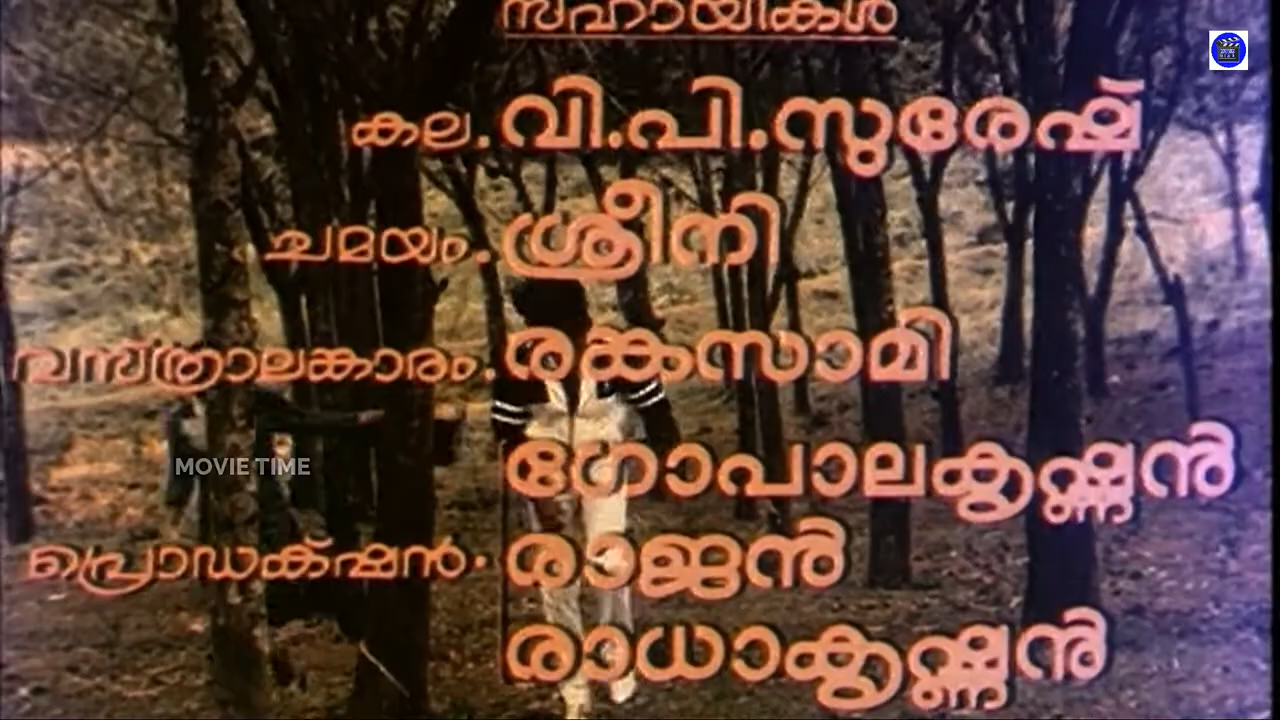 സഹായികൾ
കല. വി.പി.സുരേഷ്
ചമയം. ശ്രീനി
വസ്ത്രാലങ്കാരം. രങ്കസാമി
ഗോപാലകൃഷ്ണൻ
പ്രൊഡക്ഷൻ. രാജൻ
രാധാകൃഷ്ണൻ
MOVIE TIME